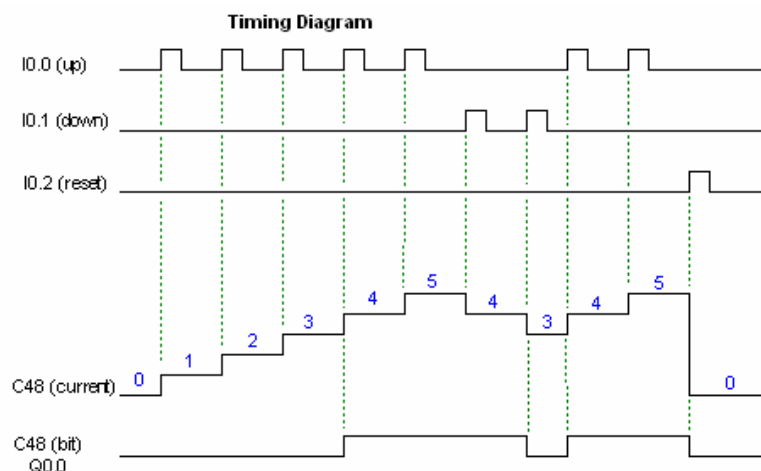 Timing Diagram
I0.0 (up)
I0.1 (down)
I0.2 (reset)
5
5
4
4
4
3
3
2
1
0
0
C48 (current)
C48 (bit)
Q0.0